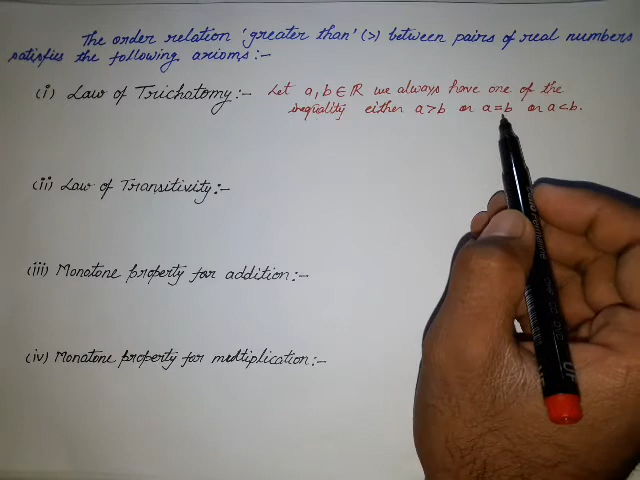 The order relation 'greater than' (>) between pairs of real numbers
satisfies the following axioms:-
(i) Law of Trichotomy:- Let a, b ∈ ℝ we always have one of the
inequality either a > b or a = b or a < b.
(ii) Law of Transitivity:-
(iii) Monotone property for addition:-
(iv) Monotone property for multiplication:-